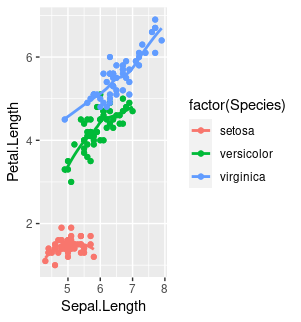 6
4
2
Petal.Length
5
6
7
8
Sepal.Length
factor(Species)
setosa
versicolor
virginica